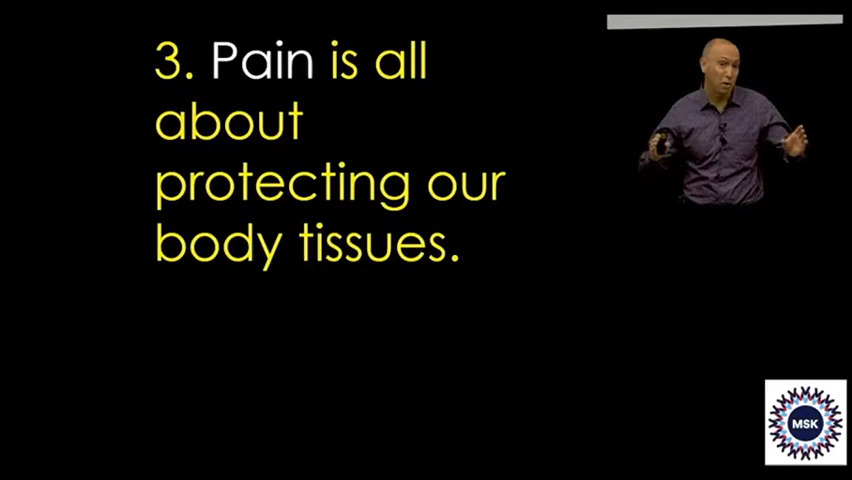 3. Pain is all
about
protecting our
body tissues.
MSK